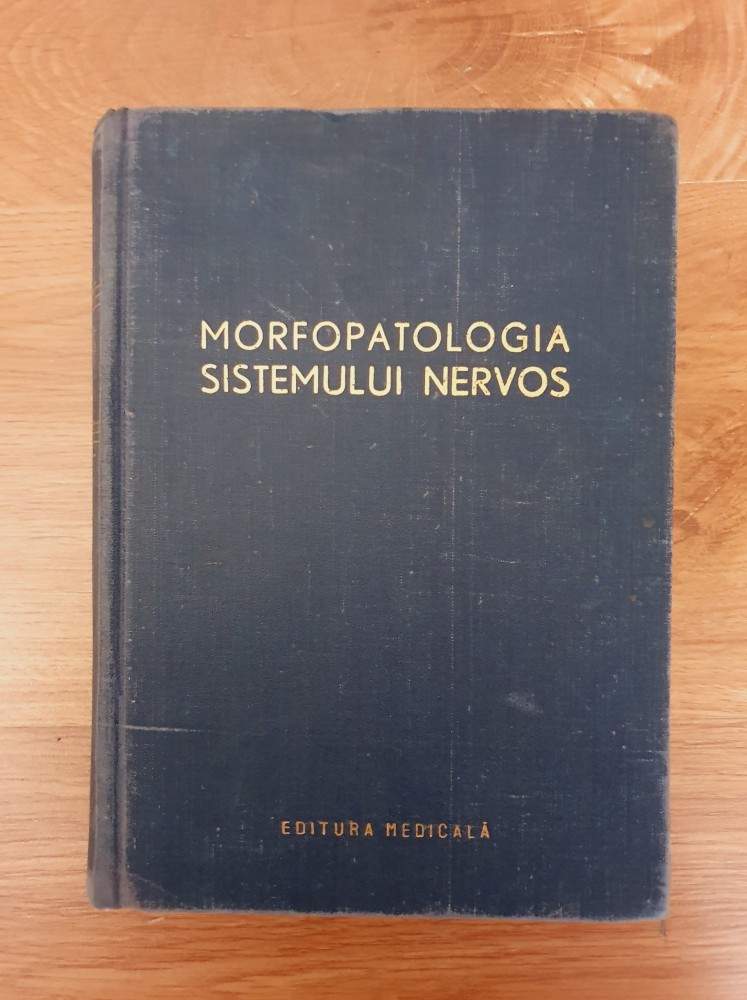 MORFOPATOLOGIA
SISTEMULUI NERVOS
EDITURA MEDICALĂ